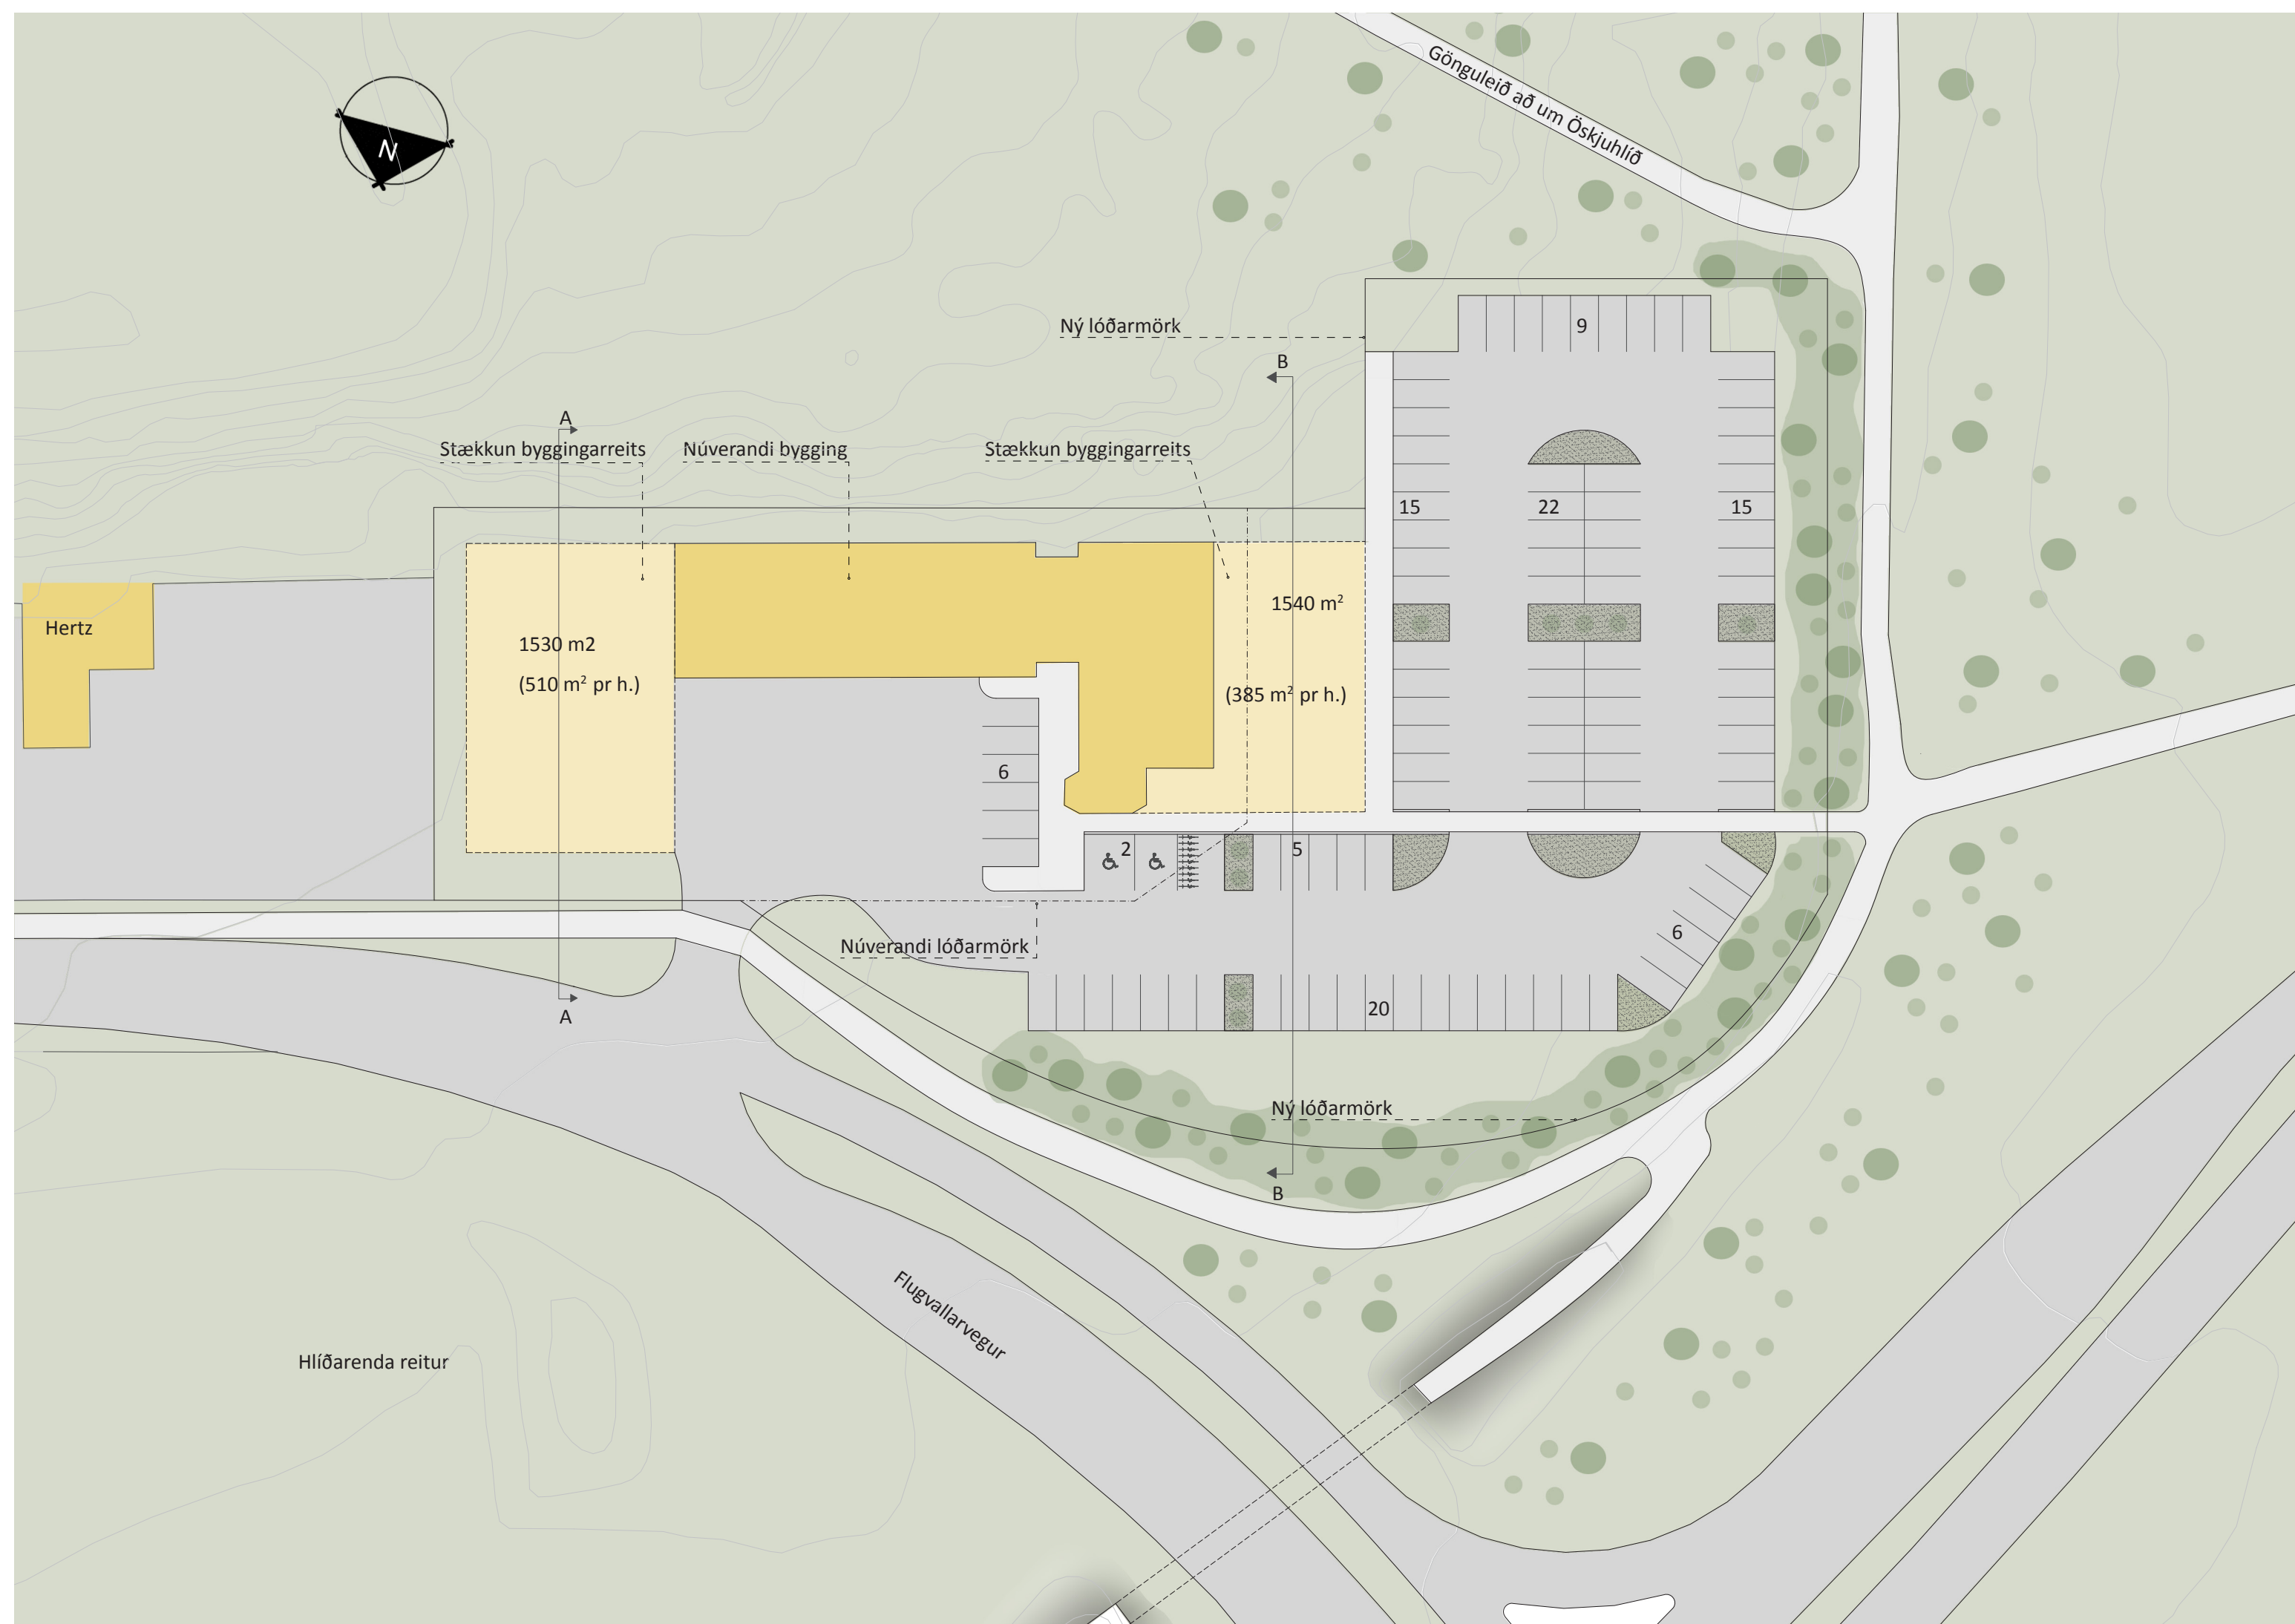 Gönguleið að um Öskjuhlíð
N
Ný lóðarmörk
9
B
A
Stækkun byggingarreits
Núverandi bygging
Stækkun byggingarreits
15
22
15
1540 m²
Hertz
1530 m2
(510 m² pr h.)
(385 m² pr h.)
6
2
5
6
Núverandi lóðarmörk
20
A
Ný lóðarmörk
B
Flugvallarvegur
Hlíðarenda reitur